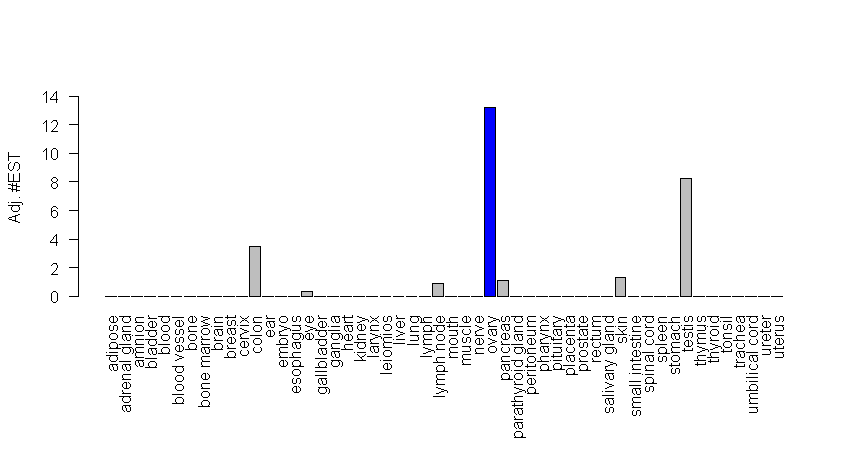 Adj. #EST
14
12
10
8
6
4
2
0
adipose
adrenal gland
amnion
bladder
blood
blood vessel
bone
bone marrow
brain
breast
cervix
colon
ear
embryo
esophagus
eye
gallbladder
ganglia
heart
kidney
larynx
leiomios
liver
lung
lymph
lymph node
mouth
muscle
nerve
ovary
pancreas
parathyroid gland
peritoneum
pharynx
pituitary
placenta
prostate
rectum
salivary gland
skin
small intestine
spinal cord
spleen
stomach
testis
thymus
thyroid
tonsil
trachea
umbilical cord
ureter
uterus